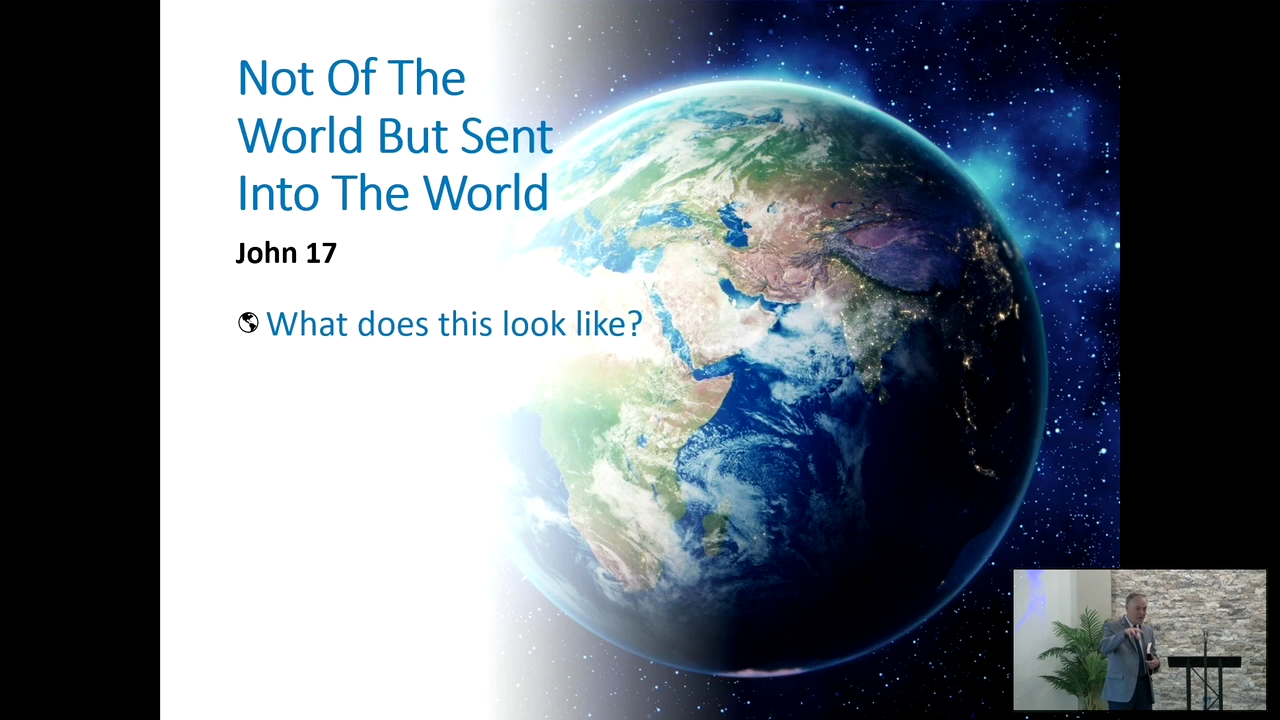 Not Of The
World But Sent
Into The World
John 17
What does this look like?